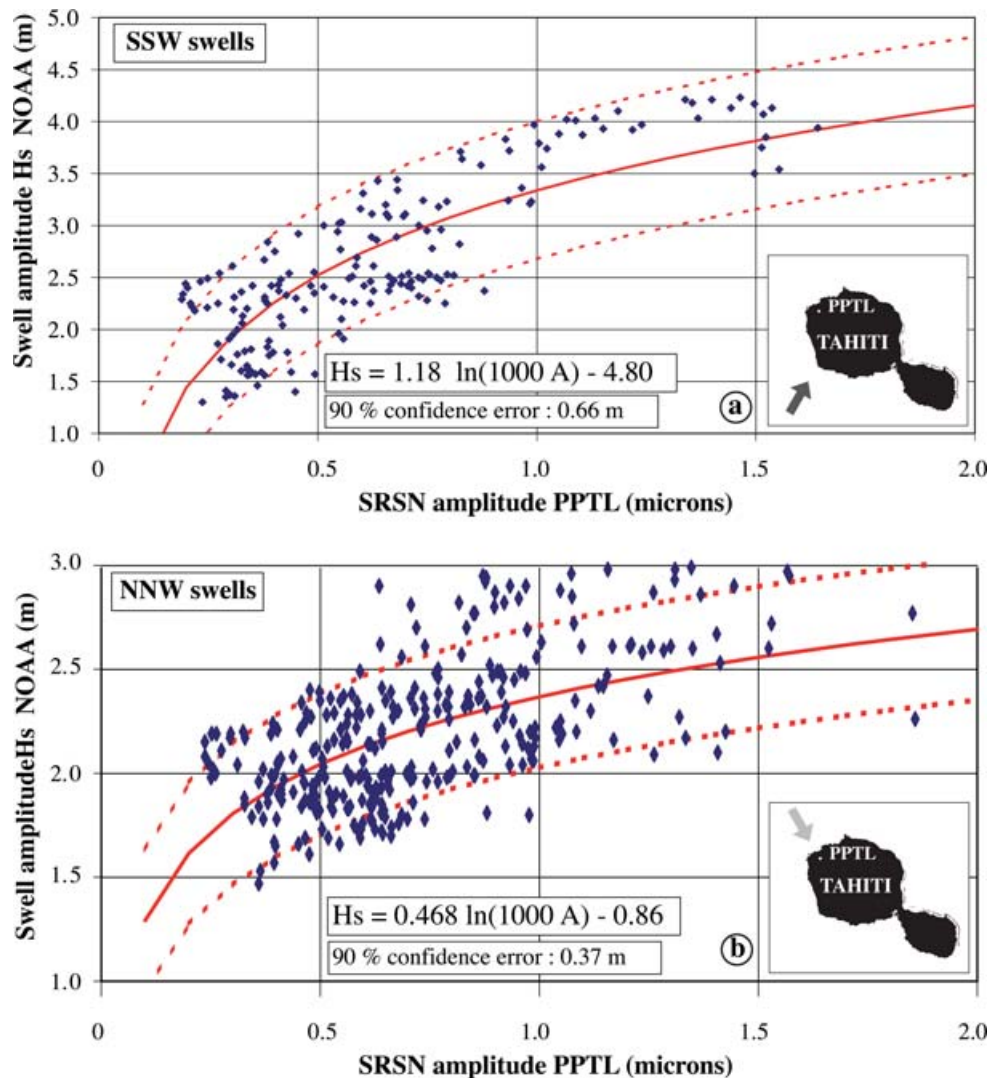 SSW swells
Swell amplitude Hs NOAA (m)
5.0
4.5
4.0
3.5
3.0
2.5
2.0
1.5
1.0
PPTL
TAHITI
Hs = 1.18 ln(1000 A) - 4.80
90 % confidence error : 0.66 m
a
0
0.5
1.0
1.5
2.0
SRSN amplitude PPTL (microns)
NNW swells
Swell amplitudeHs NOAA (m)
3.0
2.5
2.0
1.5
1.0
PPTL
TAHITI
Hs = 0.468 ln(1000 A) - 0.86
90 % confidence error : 0.37 m
b
0
0.5
1.0
1.5
2.0
SRSN amplitude PPTL (microns)